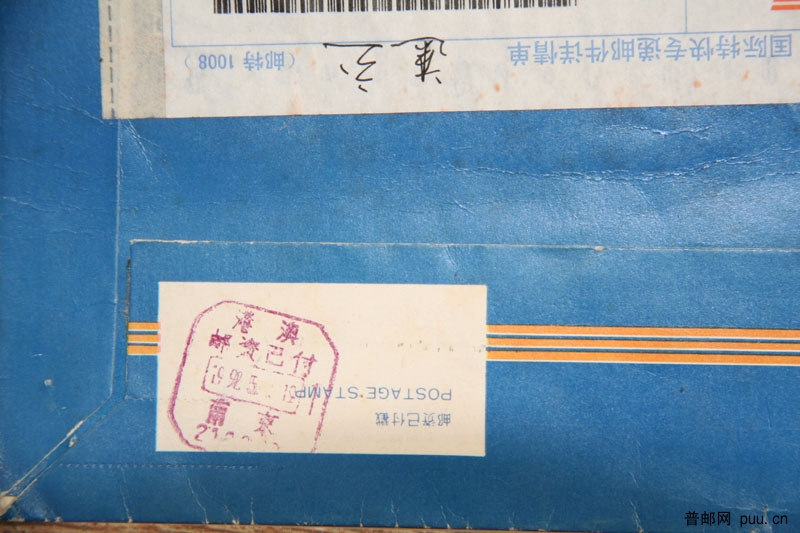 国际特快专递邮件详情单 （邮特 1008）
港澳
邮资已付
南京
邮资已付戳
POSTAGE STAMP
普邮网 puu.cn